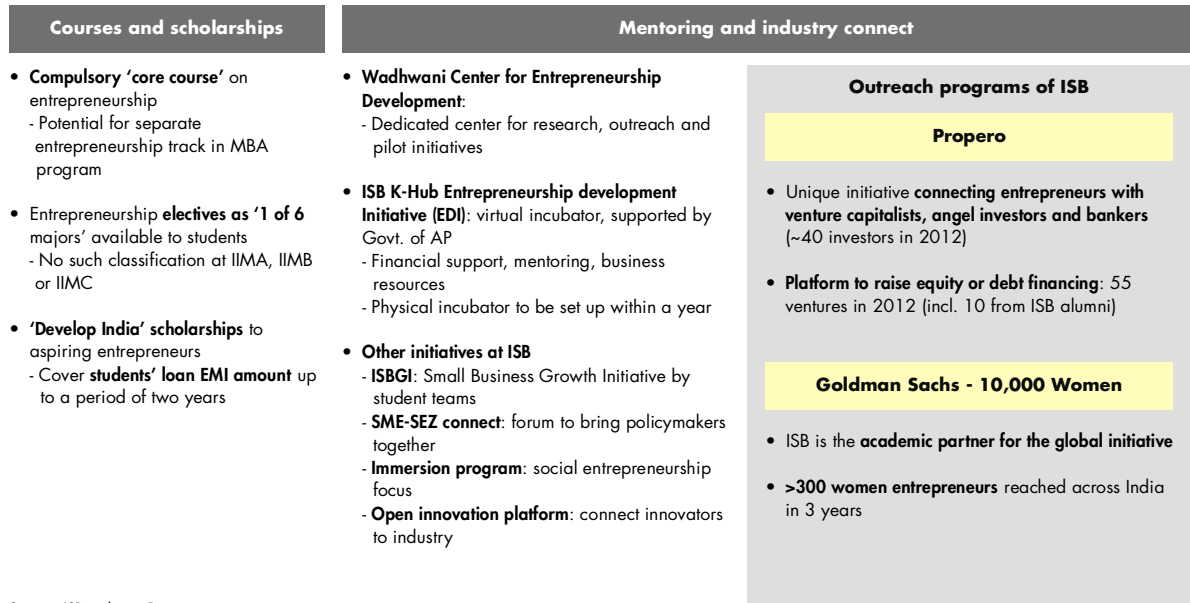 Courses and scholarships
• Compulsory 'core course' on
entrepreneurship
- Potential for separate
entrepreneurship track in MBA
program
• Entrepreneurship electives as '1 of 6
majors' available to students
- No such classification at IIMA, IIMB
or IIMC
• 'Develop India' scholarships to
aspiring entrepreneurs
- Cover students' loan EMI amount up
to a period of two years
Mentoring and industry connect
• Wadhwani Center for Entrepreneurship
Development:
- Dedicated center for research, outreach and
pilot initiatives
• ISB K-Hub Entrepreneurship development
Initiative (EDI): virtual incubator, supported by
Govt. of AP
- Financial support, mentoring, business
resources
- Physical incubator to be set up within a year
• Other initiatives at ISB
- ISBGI: Small Business Growth Initiative by
student teams
- SME-SEZ connect: forum to bring policymakers
together
- Immersion program: social entrepreneurship
focus
- Open innovation platform: connect innovators
to industry
Outreach programs of ISB
Propero
• Unique initiative connecting entrepreneurs with
venture capitalists, angel investors and bankers
(~40 investors in 2012)
• Platform to raise equity or debt financing: 55
ventures in 2012 (incl. 10 from ISB alumni)
Goldman Sachs - 10,000 Women
• ISB is the academic partner for the global initiative
• >300 women entrepreneurs reached across India
in 3 years